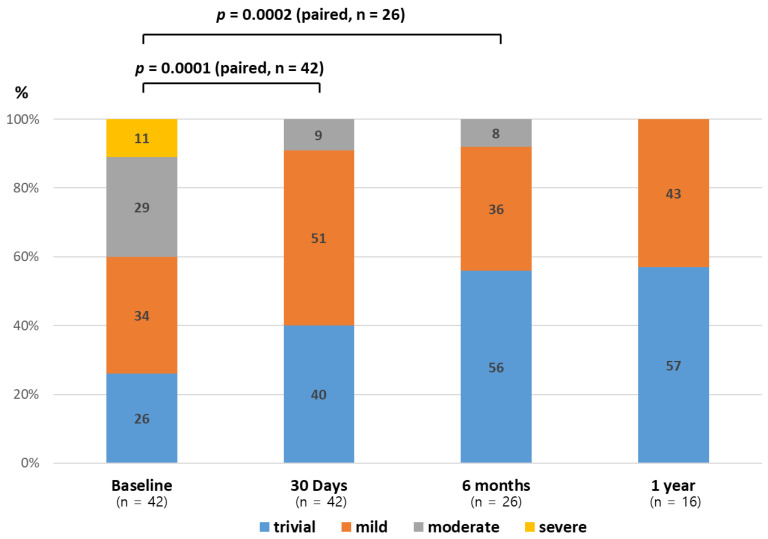 p = 0.0002 (paired, n = 26)
p = 0.0001 (paired, n = 42)
%
100%
80%
60%
40%
20%
0%
11
29
34
26
9
51
40
8
36
56
43
57
Baseline
(n = 42)
30 Days
(n = 42)
6 months
(n = 26)
1 year
(n = 16)
trivial mild moderate severe